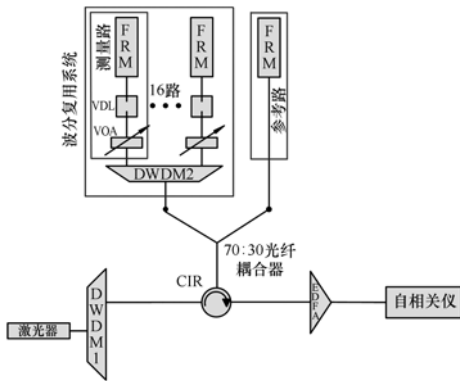 波分复用系统
测量路
FRM
FRM
FRM
VDL
16路
VOA
参考路
DWDM2
70:30光纤
耦合器
CIR
DWDM1
EDFA
激光器
自相关仪